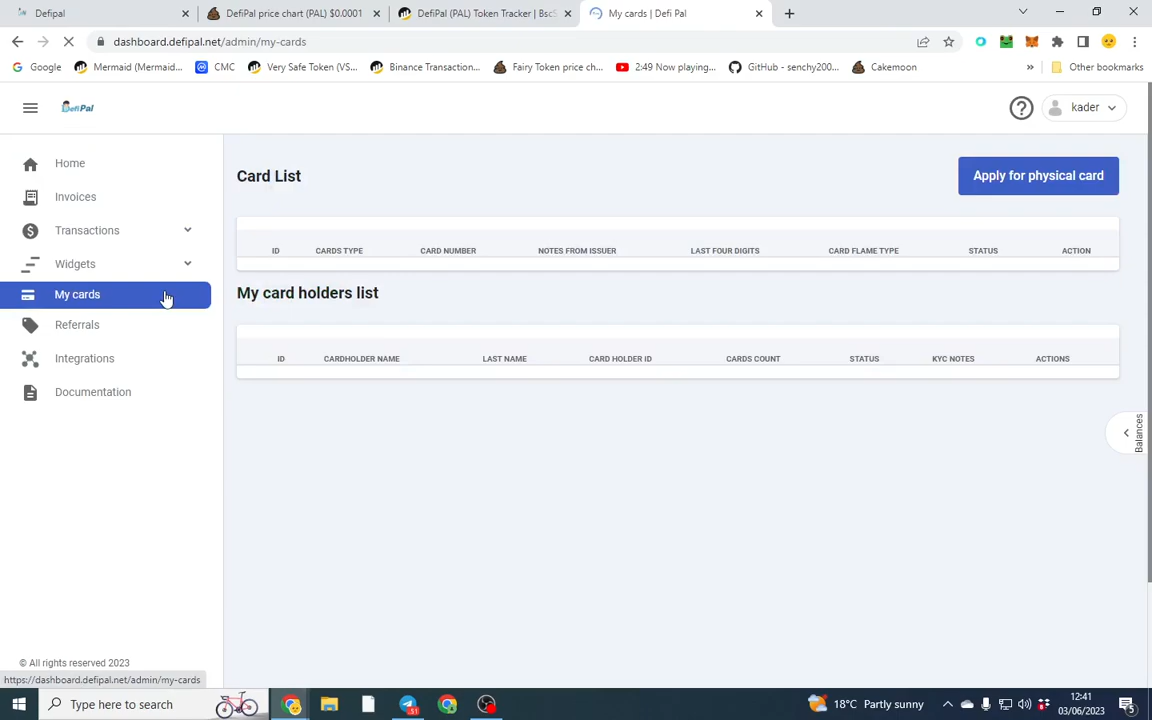 Defipal
DefiPal price chart (PAL) $0.0001
DefiPal (PAL) Token Tracker | BscS
My cards | Defi Pal
dashboard.defipal.net/admin/my-cards
Google
Mermaid (Mermaid...
CMC
Very Safe Token (VS...
Binance Transaction...
Fairy Token price ch...
2:49 Now playing...
GitHub - senchy200...
Cakemoon
»
Other bookmarks
DefiPal
?
kader
Home
Invoices
Transactions
Widgets
My cards
Referrals
Integrations
Documentation
Card List
Apply for physical card
ID CARDS TYPE CARD NUMBER NOTES FROM ISSUER LAST FOUR DIGITS CARD FLAME TYPE STATUS ACTION
My card holders list
ID CARDHOLDER NAME LAST NAME CARD HOLDER ID CARDS COUNT STATUS KYC NOTES ACTIONS
Balances
© All rights reserved 2023
https://dashboard.defipal.net/admin/my-cards
Type here to search
18°C Partly sunny
12:41
03/06/2023
5